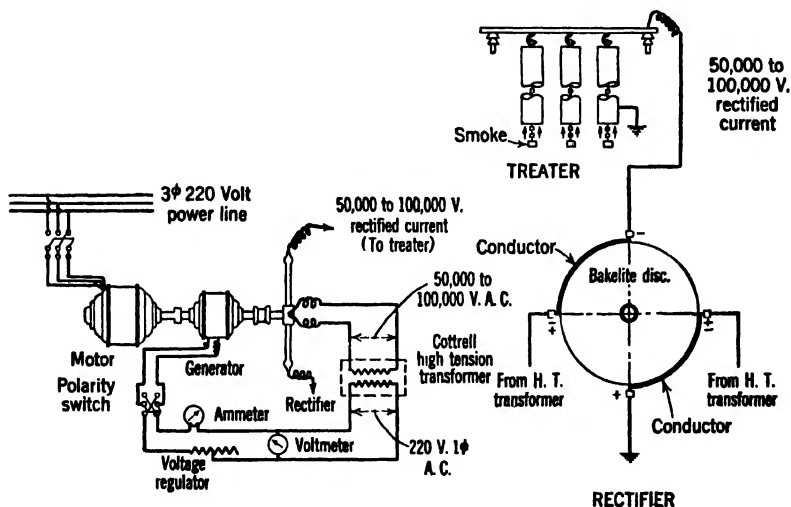 50,000 to
100,000 V.
rectified
current
Smoke
TREATER
3ϕ 220 Volt
power line
50,000 to 100,000 V.
rectified current
(To treater)
50,000 to
100,000 V. A.C.
Cottrell
high tension
transformer
Motor
Generator
Polarity
switch
Ammeter
Rectifier
Voltmeter
Voltage
regulator
220 V. 1ϕ
A.C.
-
Conductor
Bakelite disc.
-
+
+
-
From H. T.
transformer
From H. T.
transformer
+
Conductor
RECTIFIER